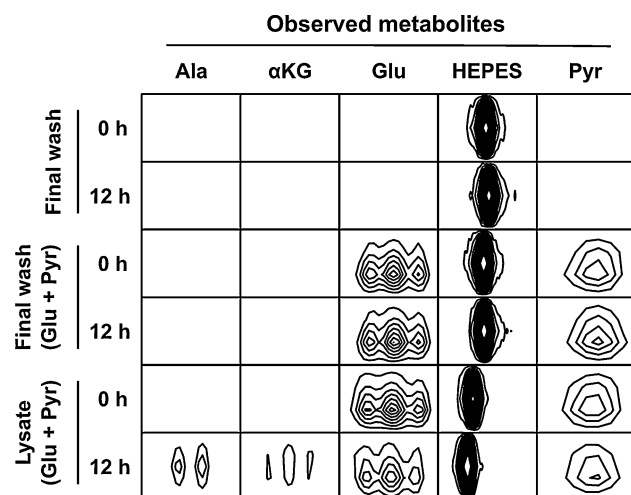 Observed metabolites
Ala αKG Glu HEPES Pyr
Final wash
0 h
12 h
Final wash
(Glu + Pyr)
0 h
12 h
Lysate
(Glu + Pyr)
0 h
12 h